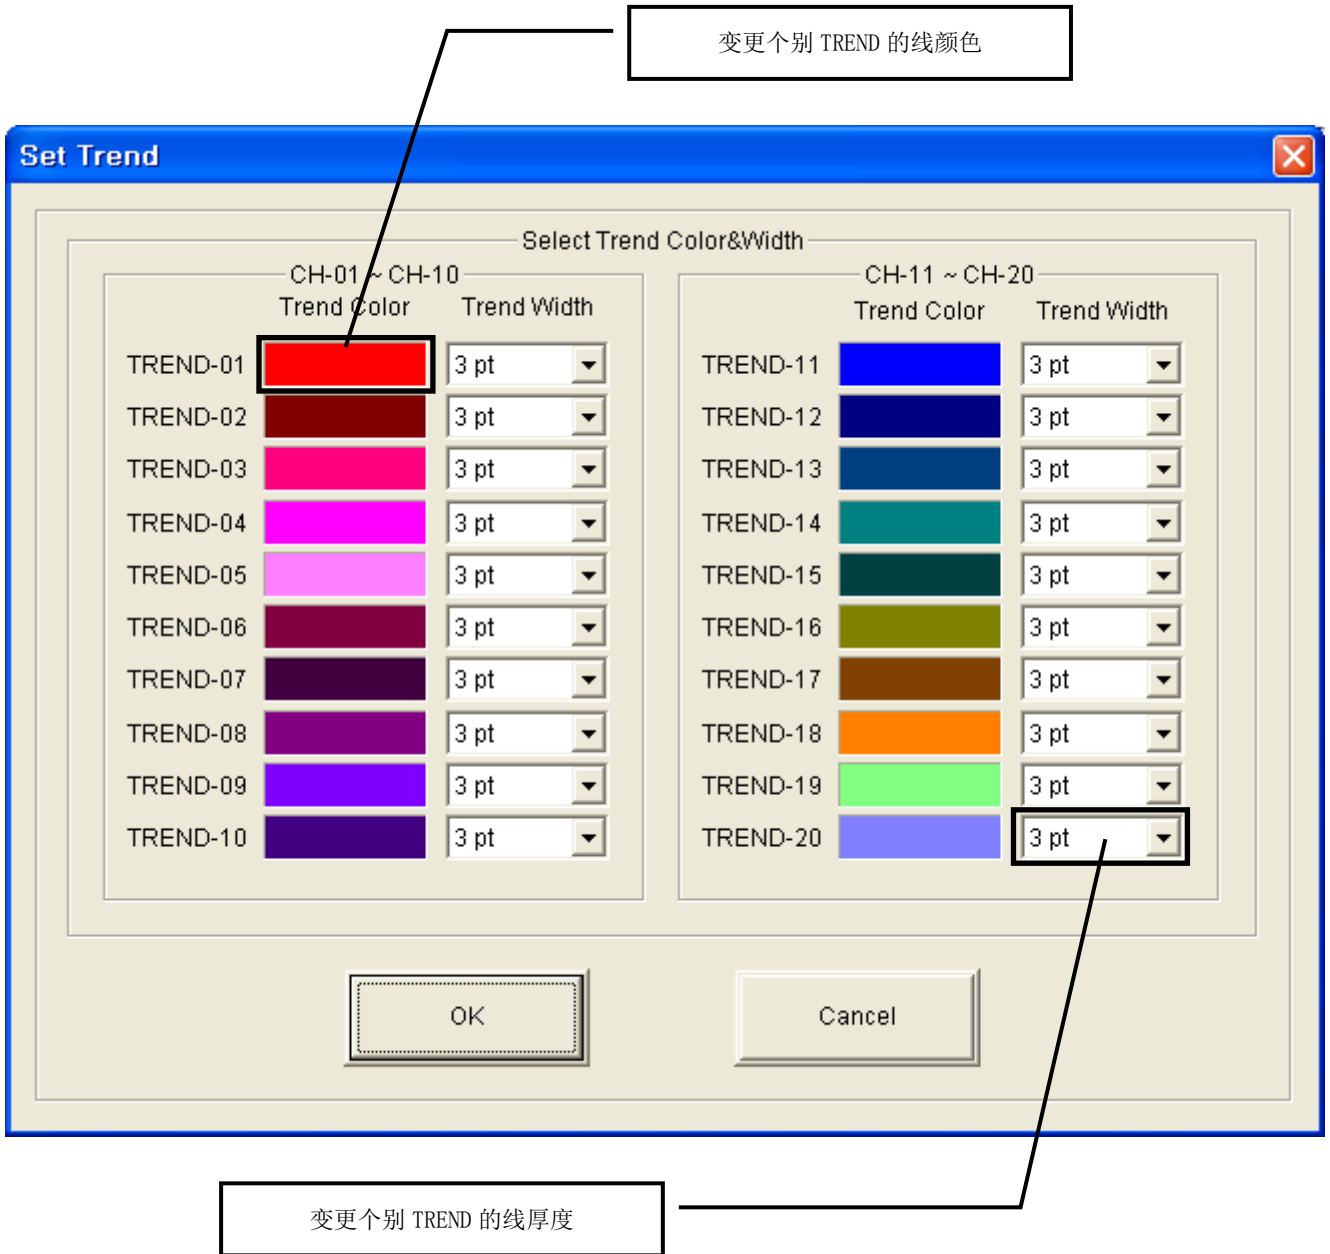 变更个别 TREND 的线颜色
Set Trend
Select Trend Color&Width
CH-01 ~ CH-10
Trend Color Trend Width
TREND-01 3 pt
TREND-02 3 pt
TREND-03 3 pt
TREND-04 3 pt
TREND-05 3 pt
TREND-06 3 pt
TREND-07 3 pt
TREND-08 3 pt
TREND-09 3 pt
TREND-10 3 pt
CH-11 ~ CH-20
Trend Color Trend Width
TREND-11 3 pt
TREND-12 3 pt
TREND-13 3 pt
TREND-14 3 pt
TREND-15 3 pt
TREND-16 3 pt
TREND-17 3 pt
TREND-18 3 pt
TREND-19 3 pt
TREND-20 3 pt
OK Cancel
变更个别 TREND 的线厚度